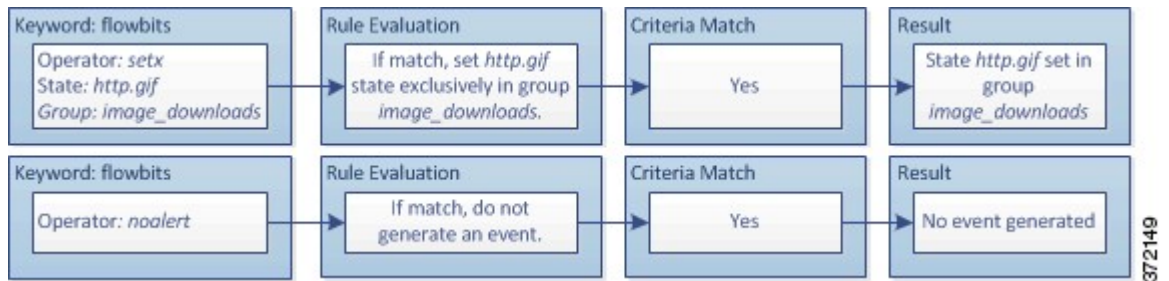 Keyword: flowbits
Operator: setx
State: http.gif
Group: image_downloads
Rule Evaluation
If match, set http.gif
state exclusively in group
image_downloads.
Criteria Match
Yes
Result
State http.gif set in
group
image_downloads
Keyword: flowbits
Operator: noalert
Rule Evaluation
If match, do not
generate an event.
Criteria Match
Yes
Result
No event generated
372149